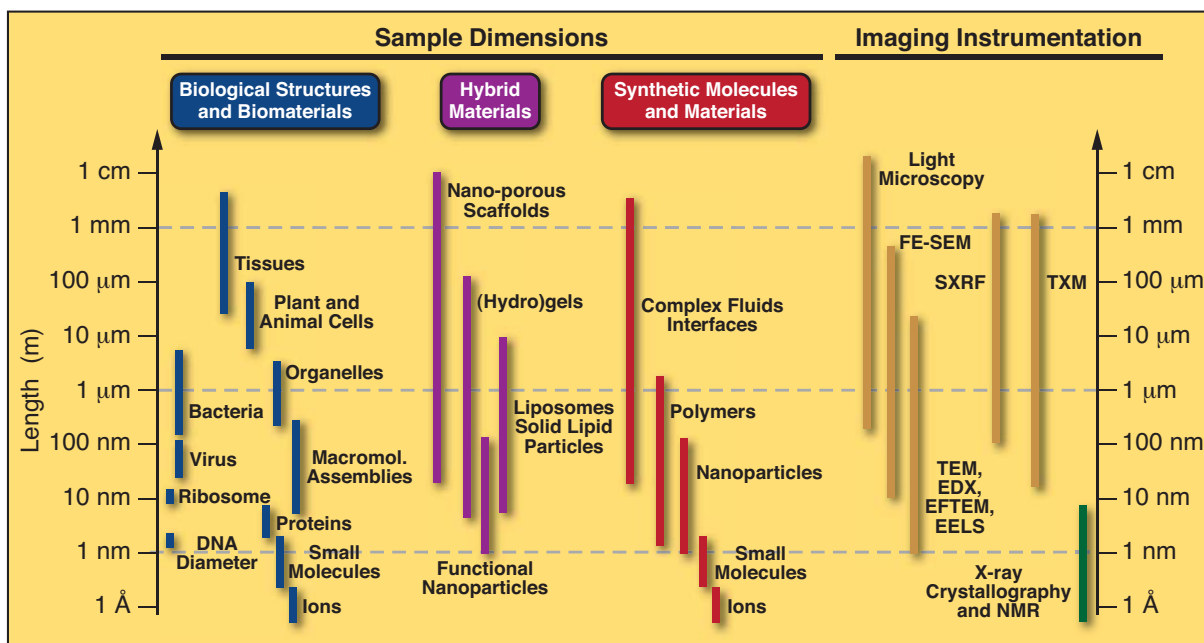 Sample Dimensions
Imaging Instrumentation
Biological Structures
and Biomaterials
Hybrid
Materials
Synthetic Molecules
and Materials
Length (m)
1 cm
1 mm
100 μm
10 μm
1 μm
100 nm
10 nm
1 nm
1 Å
Tissues
Plant and
Animal Cells
Organelles
Bacteria
Virus
Macromol.
Assemblies
Ribosome
Proteins
DNA
Diameter
Small
Molecules
Ions
Nano-porous
Scaffolds
(Hydro)gels
Liposomes
Solid Lipid
Particles
Functional
Nanoparticles
Complex Fluids
Interfaces
Polymers
Nanoparticles
Small
Molecules
Ions
Light
Microscopy
FE-SEM
SXRF
TXM
TEM,
EDX,
EFTEM,
EELS
X-ray
Crystallography
and NMR
1 cm
1 mm
100 μm
10 μm
1 μm
100 nm
10 nm
1 nm
1 Å